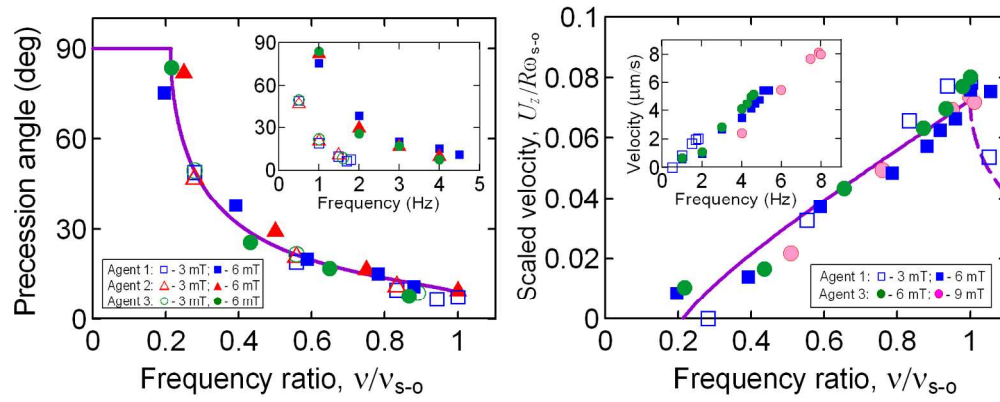 Precession angle (deg)
90
60
30
0
0 0.2 0.4 0.6 0.8 1
Frequency ratio, ν/νs-o
Agent 1: - 3 mT; - 6 mT
Agent 2: - 3 mT; - 6 mT
Agent 3: - 3 mT; - 6 mT
90
60
30
0
0 1 2 3 4 5
Frequency (Hz)
Scaled velocity, Uz/Rωs-o
0.1
0.08
0.06
0.04
0.02
0
0 0.2 0.4 0.6 0.8 1
Frequency ratio, ν/νs-o
Agent 1: - 3 mT; - 6 mT
Agent 3: - 6 mT; - 9 mT
Velocity (μm/s)
8
6
4
2
0
0 2 4 6 8
Frequency (Hz)